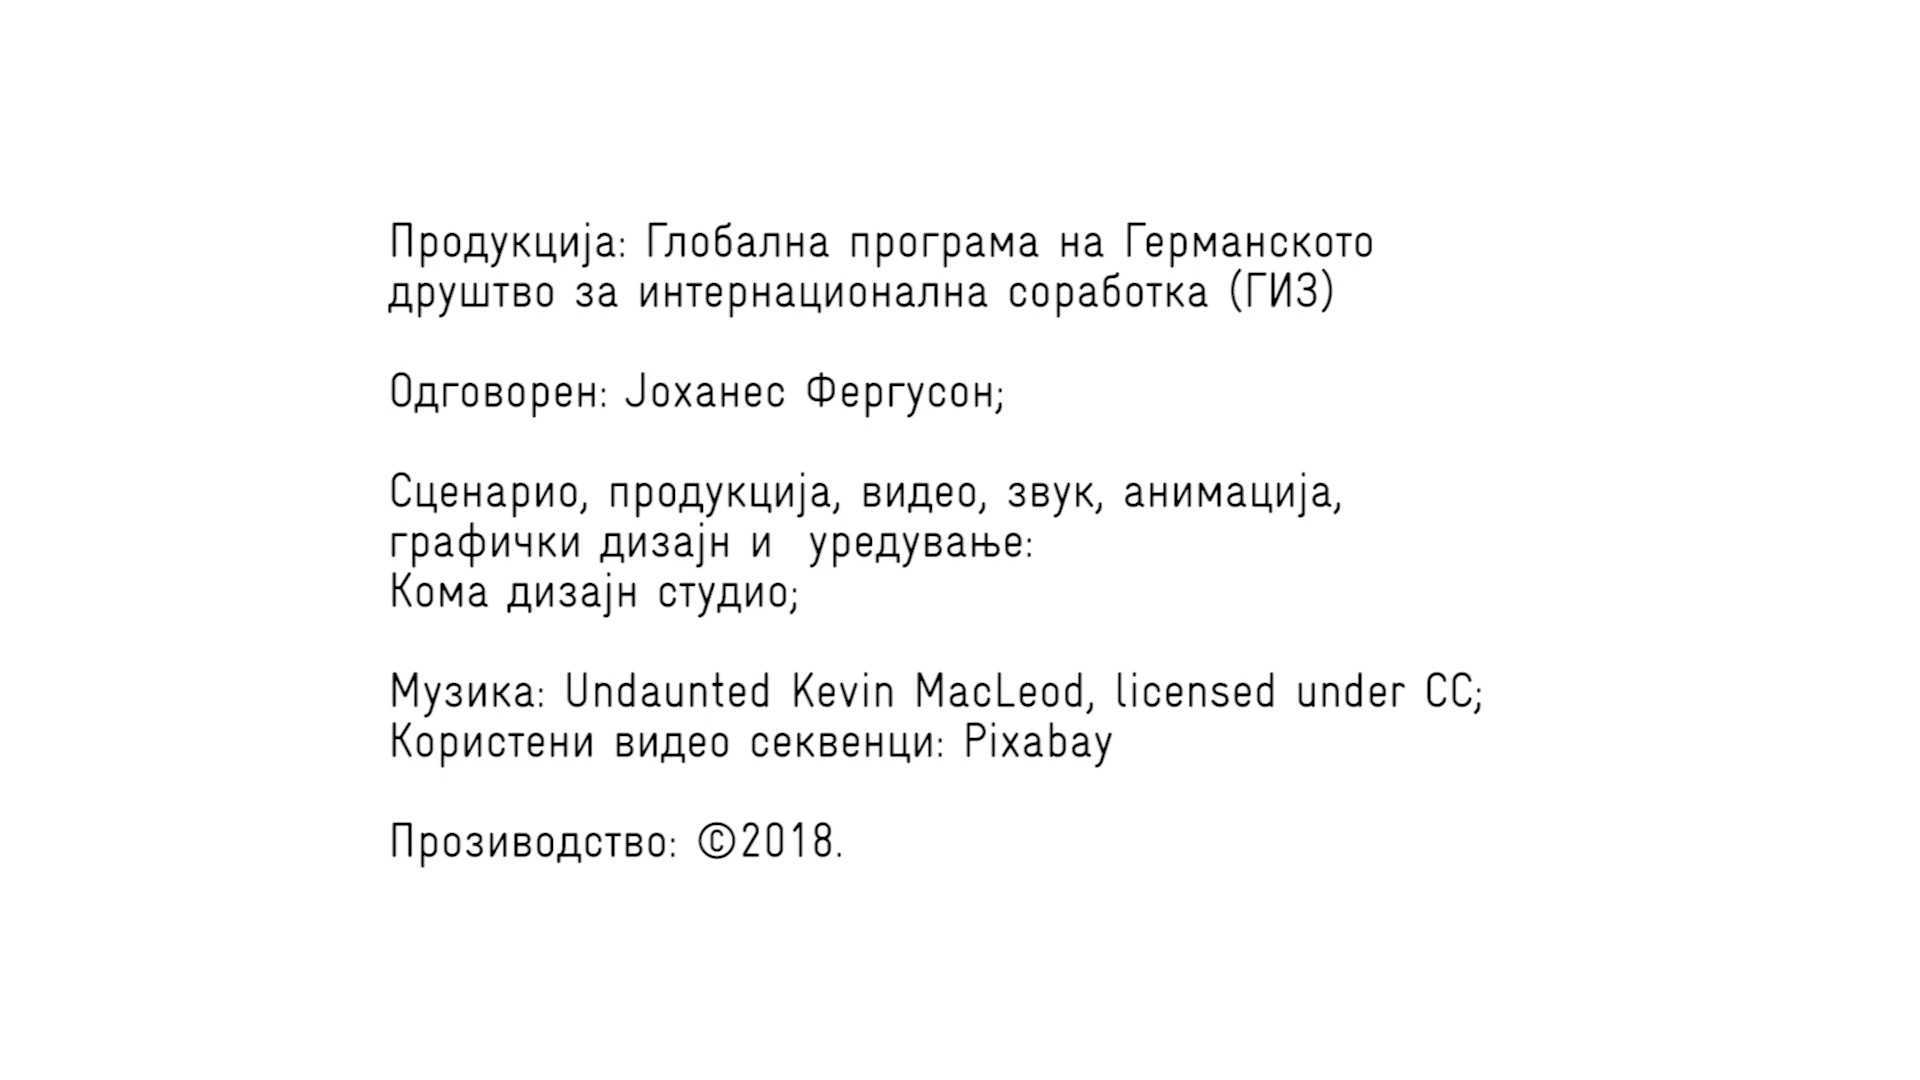 Продукција: Глобална програма на Германското
друштво за интернационална соработка (ГИЗ)
Одговорен: Јоханес Фергусон;
Сценарио, продукција, видео, звук, анимација,
графички дизајн и  уредување:
Кома дизајн студио;
Музика: Undaunted Kevin MacLeod, licensed under CC;
Користени видео секвенци: Pixabay
Прозиводство: ©2018.